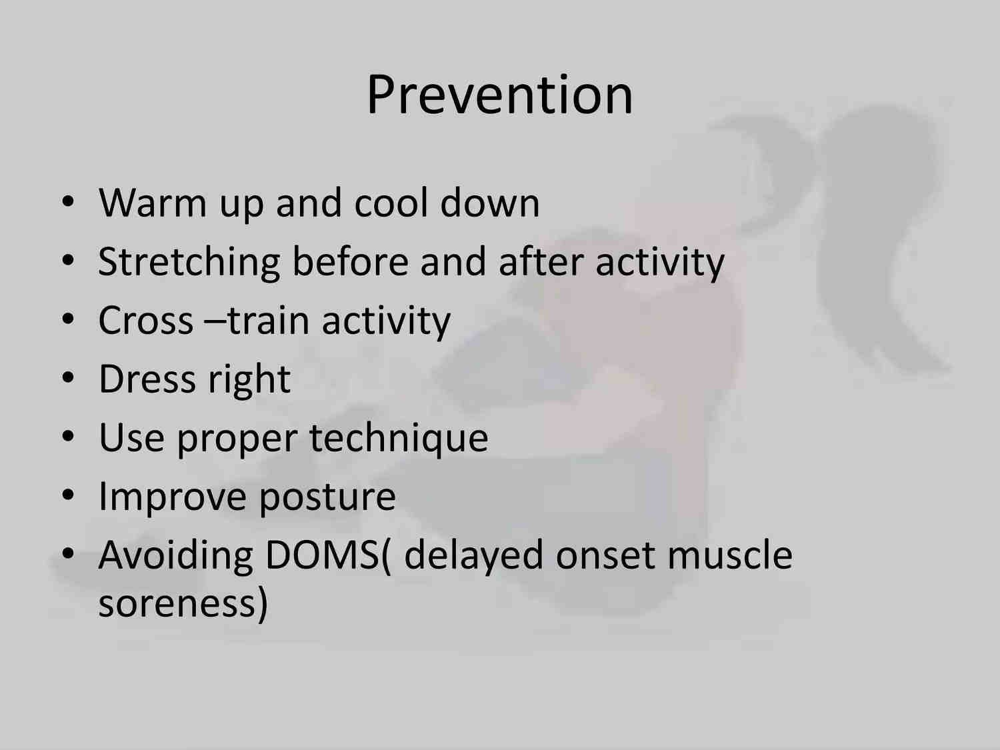 Prevention
• Warm up and cool down
• Stretching before and after activity
• Cross –train activity
• Dress right
• Use proper technique
• Improve posture
• Avoiding DOMS( delayed onset muscle
soreness)